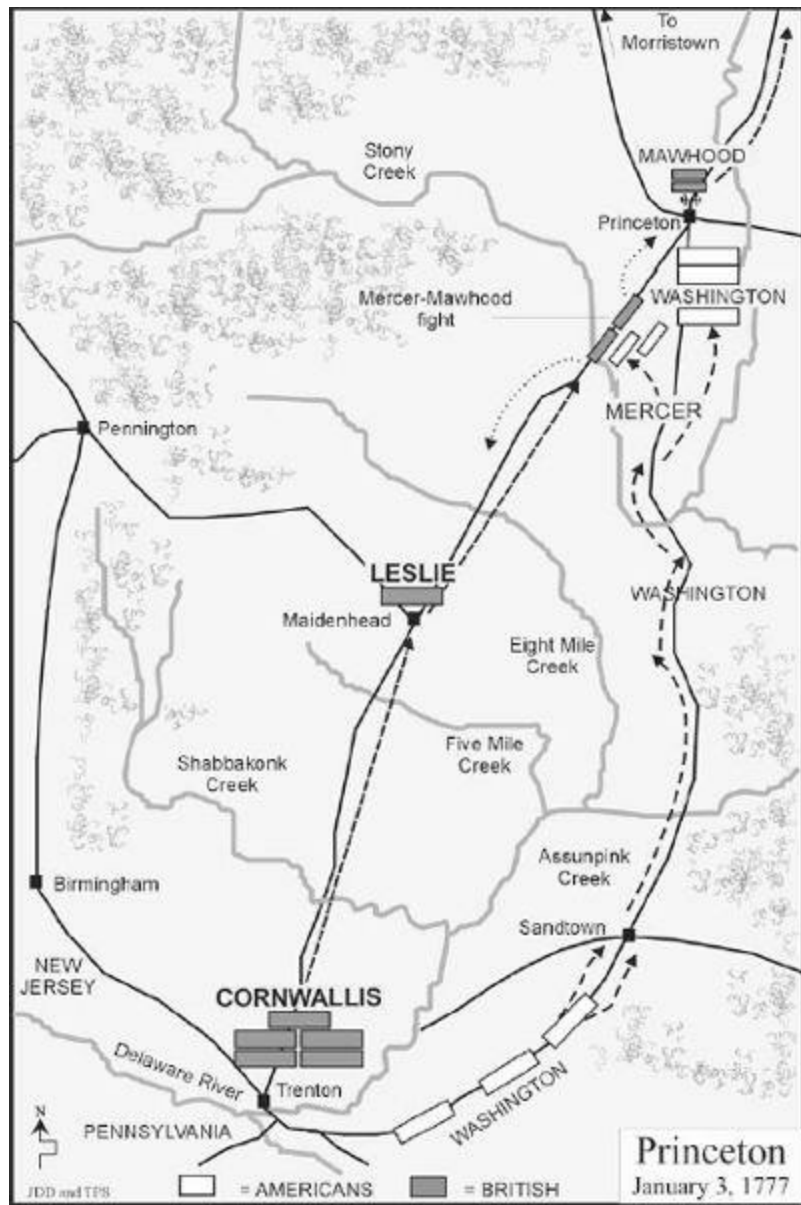 To
Morristown
MAWHOOD
Stony
Creek
Princeton
Mercer-Mawhood
fight
WASHINGTON
MERCER
Pennington
LESLIE
Maidenhead
WASHINGTON
Eight Mile
Creek
Five Mile
Creek
Shabbakonk
Creek
Assunpink
Creek
Birmingham
Sandtown
NEW
JERSEY
CORNWALLIS
Delaware River
Trenton
WASHINGTON
PENNSYLVANIA
N
Princeton
January 3, 1777
JDD and TPS
= AMERICANS
= BRITISH